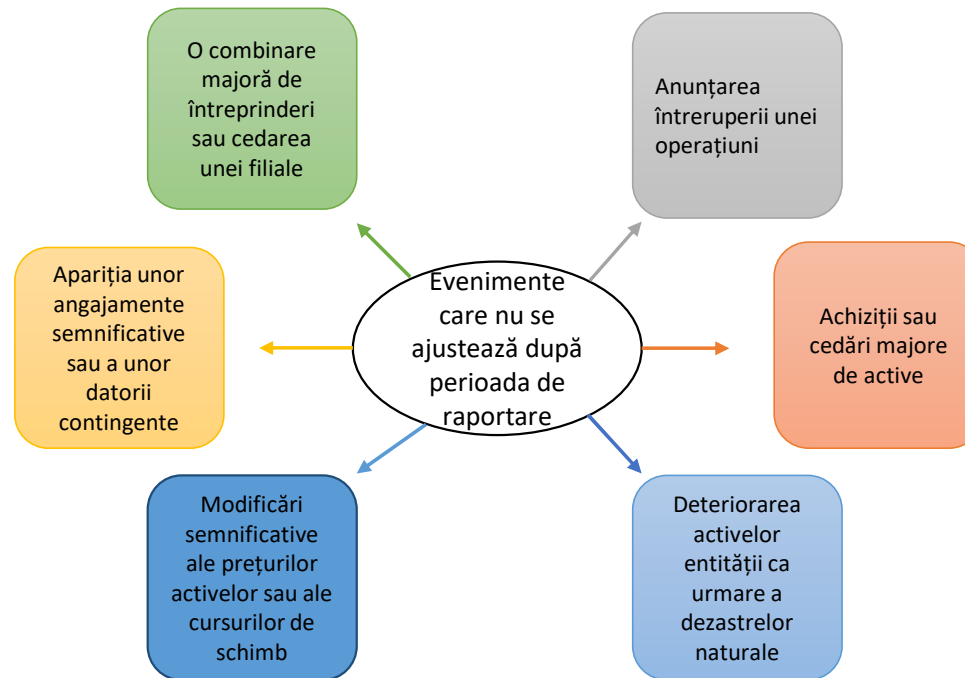 O combinare
majoră de
întreprinderi
sau cedarea
unei filiale
Anunțarea
întreruperii unei
operațiuni
Apariția unor
angajamente
semnificative
sau a unor
datorii
contingente
Evenimente
care nu se
ajustează după
perioada de
raportare
Achiziții sau
cedări majore
de active
Modificări
semnificative
ale prețurilor
activelor sau ale
cursurilor de
schimb
Deteriorarea
activelor
entității ca
urmare a
dezastrelor
naturale